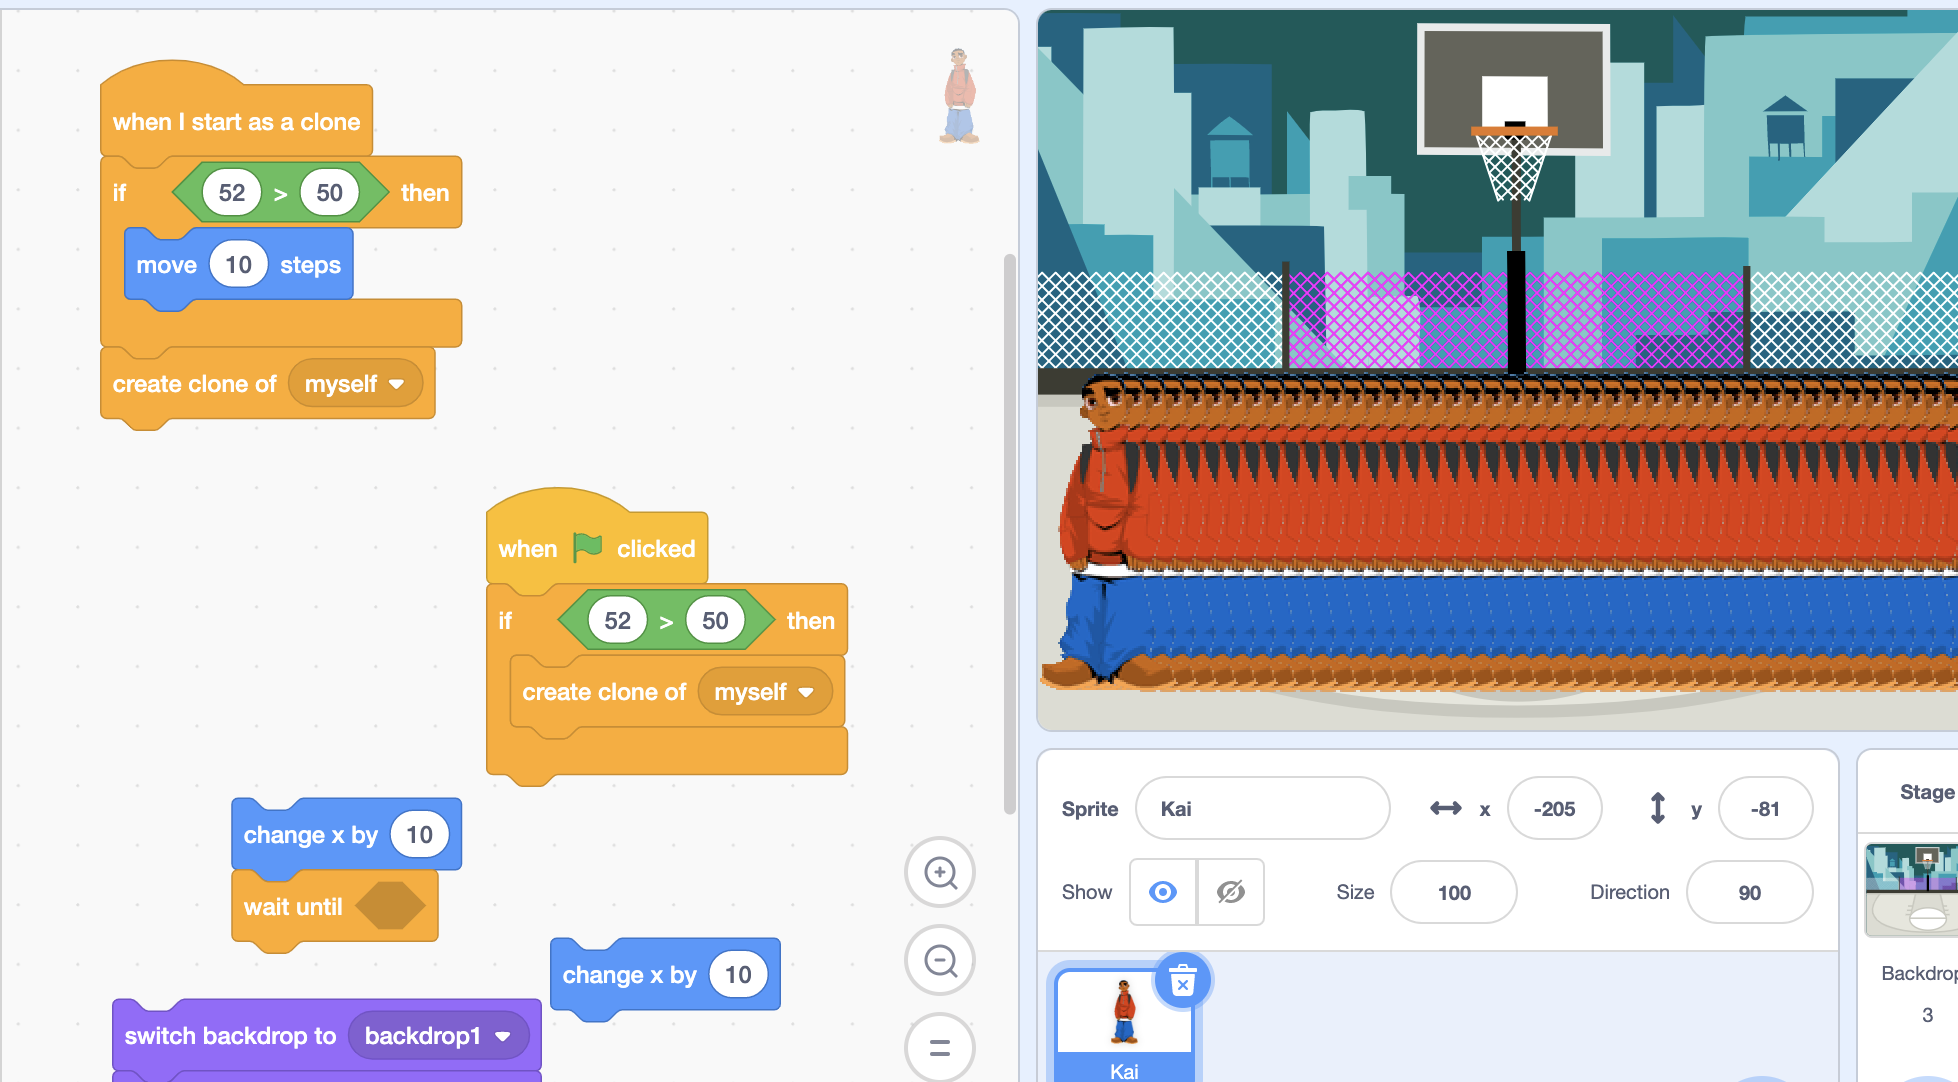 when I start as a clone
if 52 > 50 then
move 10 steps
create clone of myself
when clicked
if 52 > 50 then
create clone of myself
change x by 10
wait until
change x by 10
switch backdrop to backdrop1
Sprite Kai x -205 y -81
Show Size 100 Direction 90
Kai
Stage
Backdrop
3